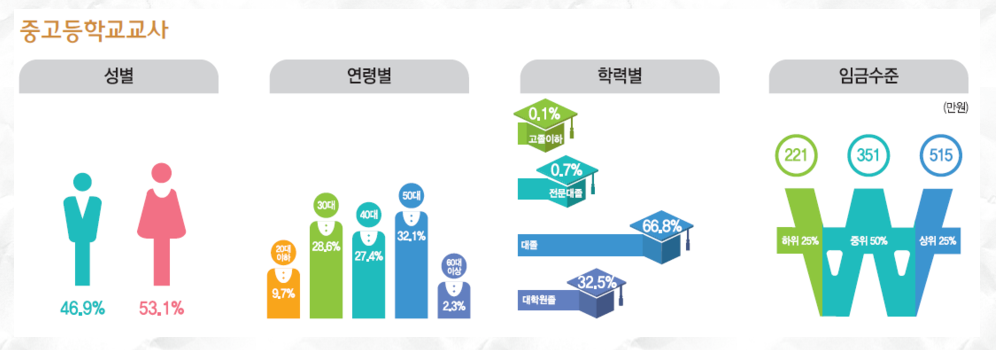 중고등학교교사
성별
46.9%
53.1%
연령별
20대
이하
9.7%
30대
28.6%
40대
27.4%
50대
32.1%
60대
이상
2.3%
학력별
0.1%
고졸이하
0.7%
전문대졸
66.8%
대졸
32.5%
대학원졸
임금수준
(만원)
221
351
515
하위 25%
중위 50%
상위 25%